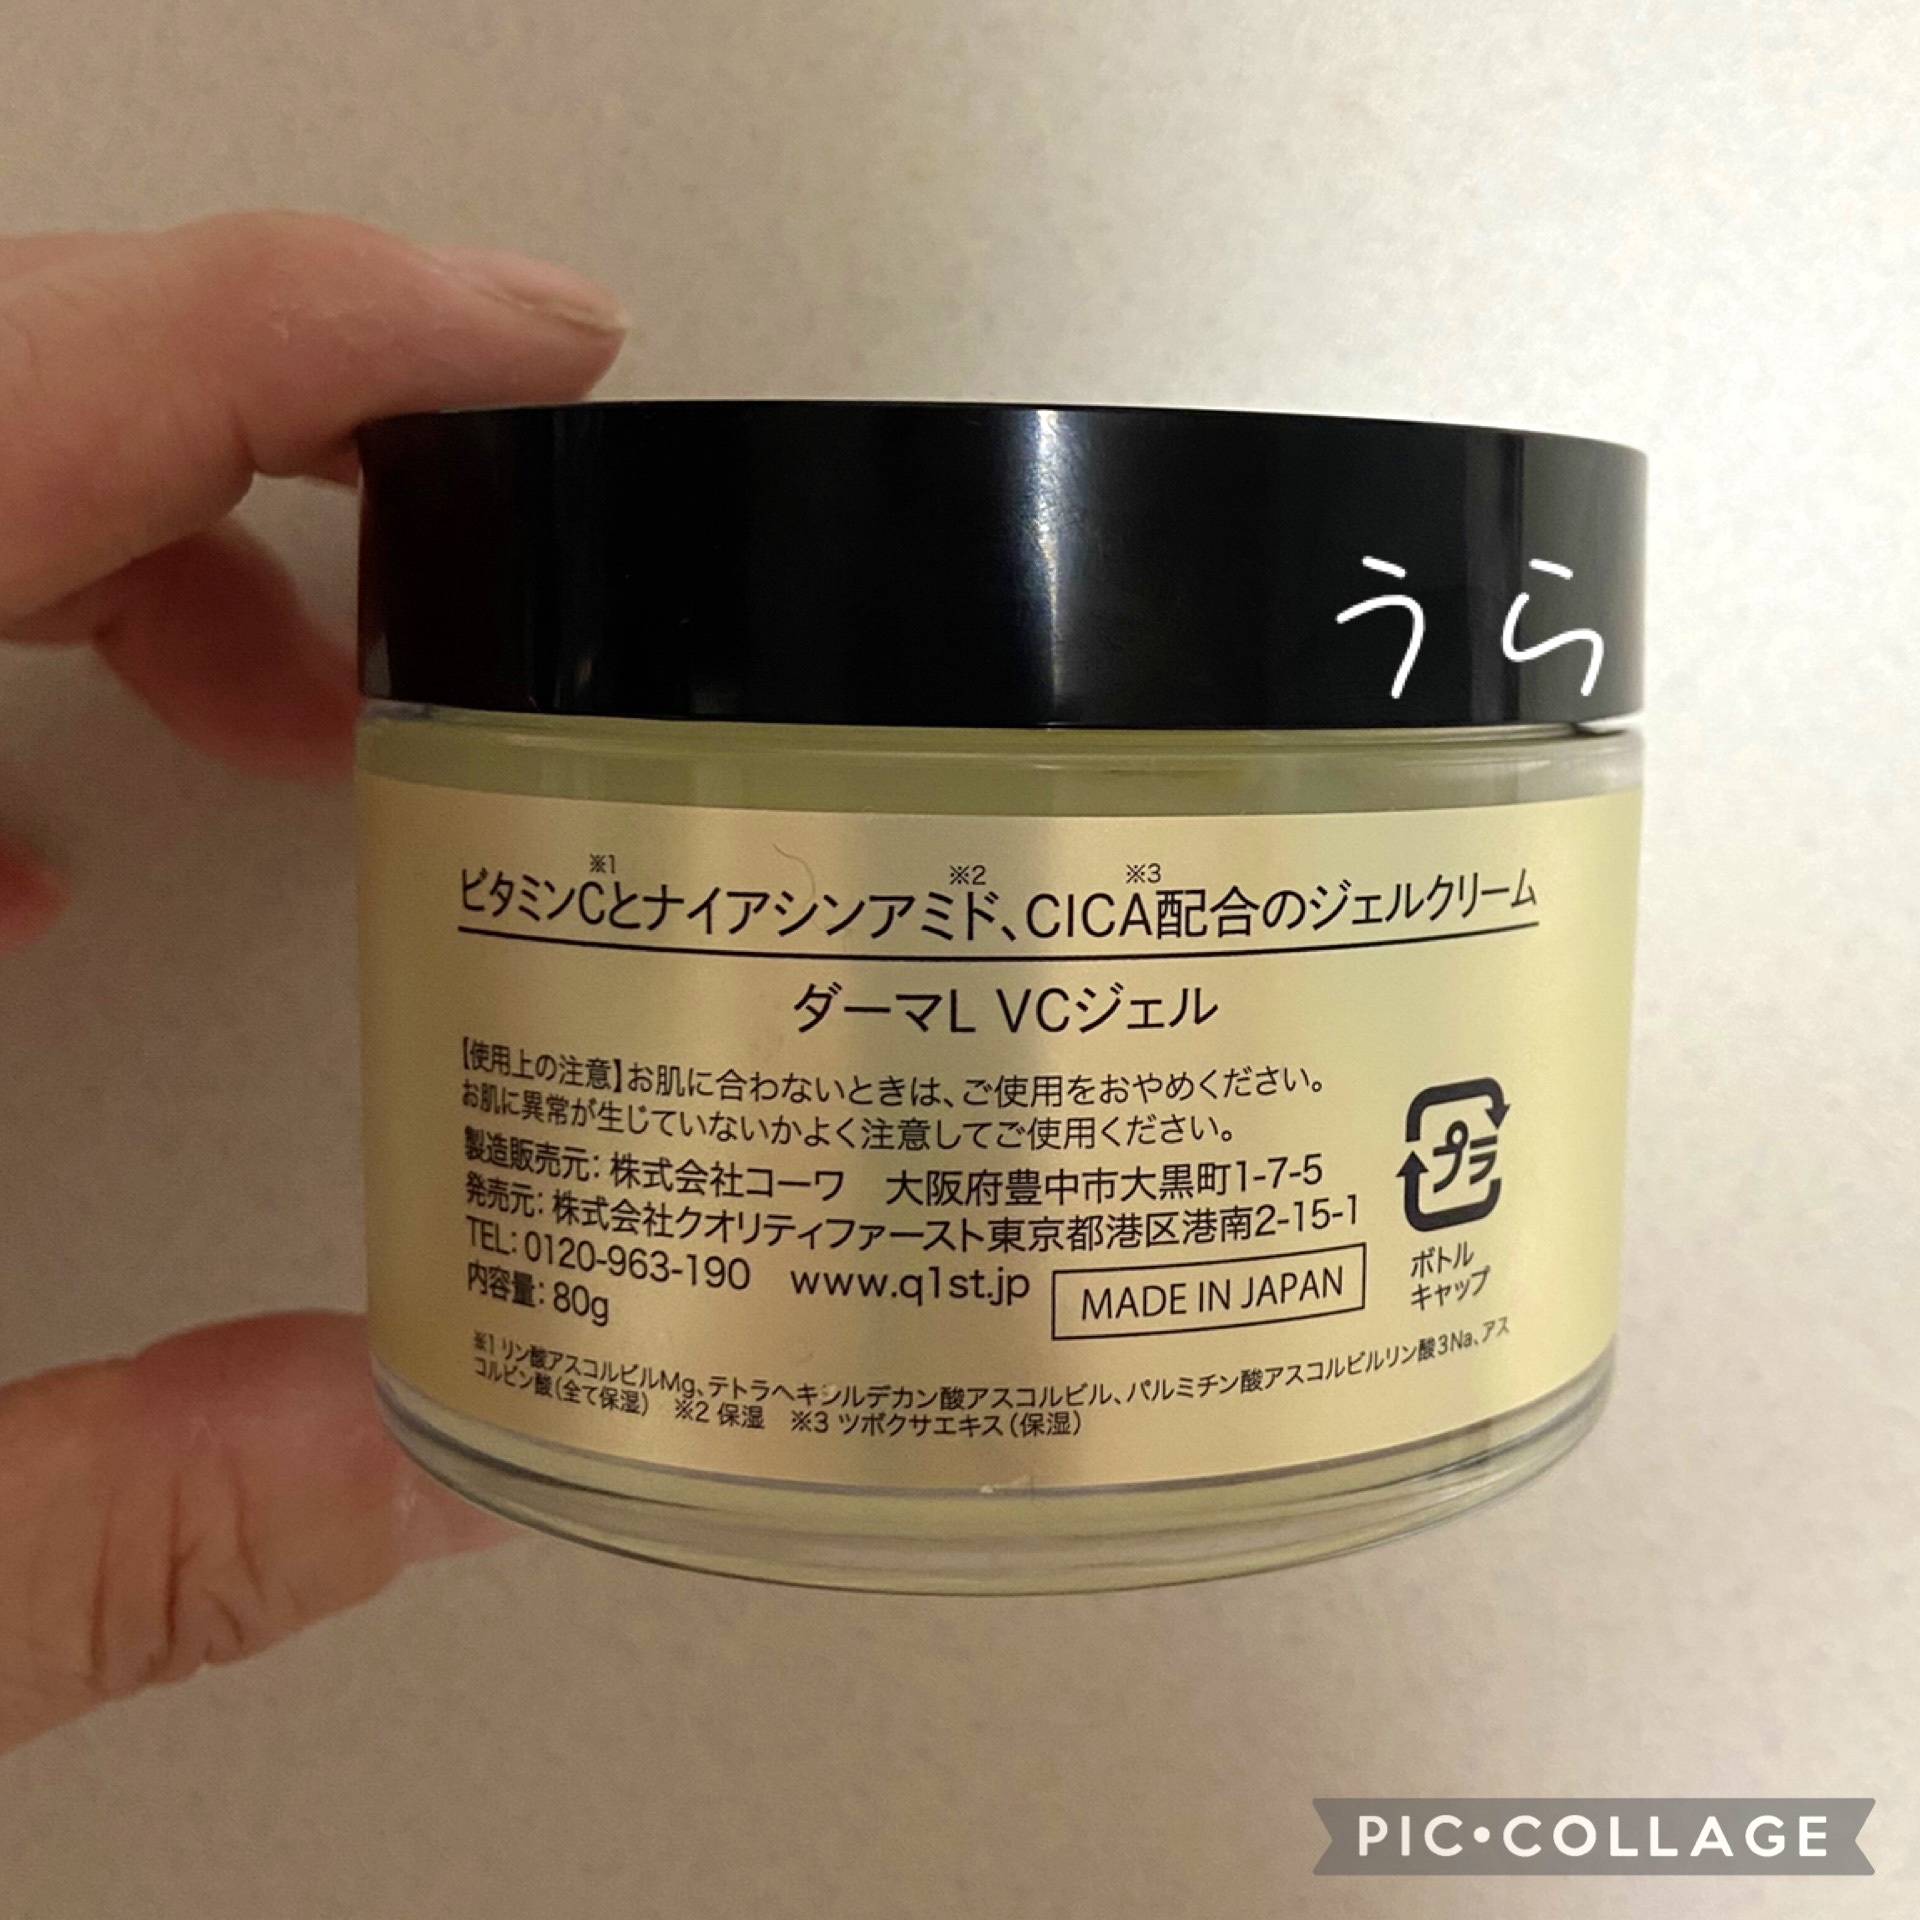 うら
ビタミンC※1とナイアシンアミド※2、CICA※3配合のジェルクリーム
ダーマL VCジェル
【使用上の注意】お肌に合わないときは、ご使用をおやめください。
お肌に異常が生じていないかよく注意してご使用ください。
製造販売元：株式会社コーワ 大阪府豊中市大黒町1-7-5
発売元：株式会社クオリティファースト東京都港区港南2-15-1
TEL：0120-963-190 www.q1st.jp
内容量：80g
MADE IN JAPAN
プラ
ボトル
キャップ
※1 リン酸アスコルビルMg、テトラヘキシルデカン酸アスコルビル、パルミチン酸アスコルビルリン酸3Na、アス
コルビン酸（全て保湿） ※2 保湿 ※3 ツボクサエキス（保湿）
PIC•COLLAGE